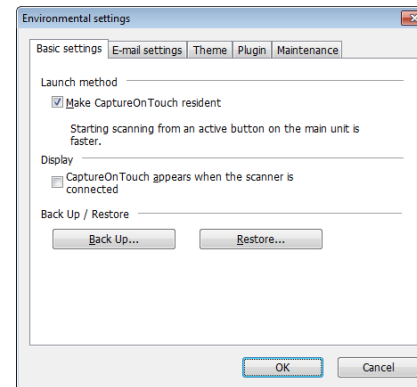 Environmental settings
Basic settings E-mail settings Theme Plugin Maintenance
Launch method
Make CaptureOnTouch resident
Starting scanning from an active button on the main unit is
faster.
Display
CaptureOnTouch appears when the scanner is
connected
Back Up / Restore
Back Up... Restore...
OK Cancel